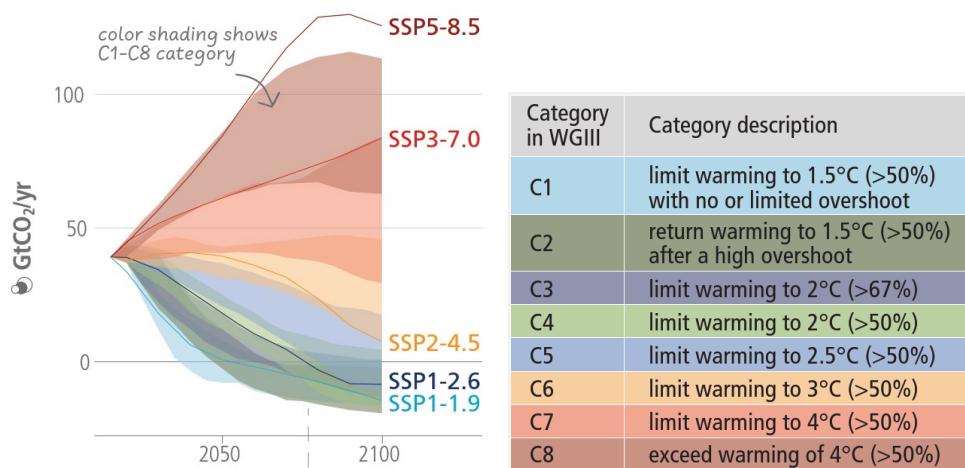 SSP5-8.5
color shading shows
C1-C8 category
100
SSP3-7.0
50
GtCO₂/yr
SSP2-4.5
0
SSP1-2.6
SSP1-1.9
2050
2100
Category in WGIII
Category description
C1
limit warming to 1.5°C (>50%)
with no or limited overshoot
C2
return warming to 1.5°C (>50%)
after a high overshoot
C3
limit warming to 2°C (>67%)
C4
limit warming to 2°C (>50%)
C5
limit warming to 2.5°C (>50%)
C6
limit warming to 3°C (>50%)
C7
limit warming to 4°C (>50%)
C8
exceed warming of 4°C (>50%)